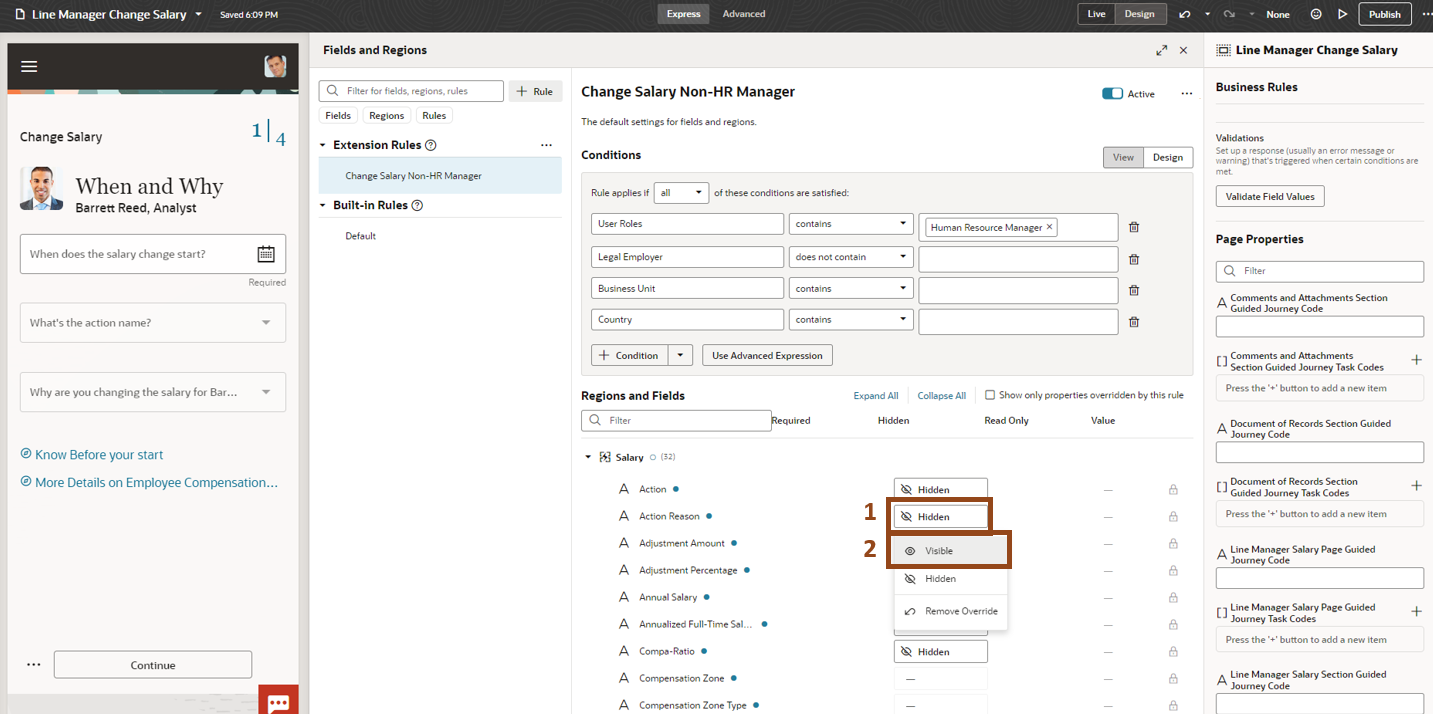 Line Manager Change Salary
Saved 6:09 PM
Express
Advanced
Live
Design
None
Publish
Change Salary
1
4
When and Why
Barrett Reed, Analyst
When does the salary change start?
Required
What's the action name?
Why are you changing the salary for Bar...
Know Before your start
More Details on Employee Compensation...
Continue
Fields and Regions
Filter for fields, regions, rules
+ Rule
Fields
Regions
Rules
Extension Rules ?
Change Salary Non-HR Manager
Built-in Rules ?
Default
Change Salary Non-HR Manager
Active
The default settings for fields and regions.
Conditions
View
Design
Rule applies if all of these conditions are satisfied:
User Roles contains Human Resource Manager ×
Legal Employer does not contain
Business Unit contains
Country contains
+ Condition
Use Advanced Expression
Regions and Fields
Expand All
Collapse All
Show only properties overridden by this rule
Filter
Required
Hidden
Read Only
Value
Salary (32)
Action Hidden —
1
Action Reason Hidden —
2
Visible
Adjustment Amount —
Hidden
Adjustment Percentage —
Annual Salary —
Remove Override
Annualized Full-Time Sal... —
Compa-Ratio Hidden —
Compensation Zone — —
Compensation Zone Type — —
Line Manager Change Salary
Business Rules
Validations
Set up a response (usually an error message or
warning) that's triggered when certain conditions are
met.
Validate Field Values
Page Properties
Filter
A Comments and Attachments Section
Guided Journey Code
[] Comments and Attachments
Section Guided Journey Task Codes
Press the '+' button to add a new item
A Document of Records Section Guided
Journey Code
[] Document of Records Section
Guided Journey Task Codes
Press the '+' button to add a new item
A Line Manager Salary Page Guided
Journey Code
[] Line Manager Salary Page Guided
Journey Task Codes
Press the '+' button to add a new item
A Line Manager Salary Section Guided
Journey Code